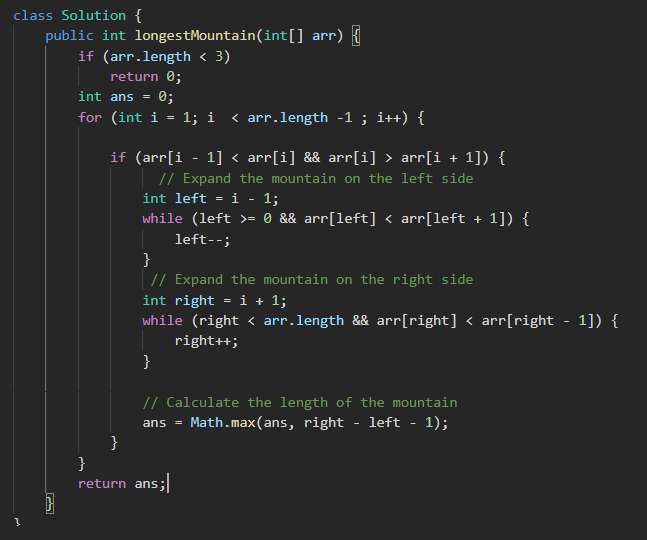 class Solution {
    public int longestMountain(int[] arr) {
        if (arr.length < 3)
            return 0;
        int ans = 0;
        for (int i = 1; i  < arr.length -1 ; i++) {

            if (arr[i - 1] < arr[i] && arr[i] > arr[i + 1]) {
                  // Expand the mountain on the left side
                int left = i - 1;
                while (left >= 0 && arr[left] < arr[left + 1]) {
                    left--;
                }
                 // Expand the mountain on the right side
                int right = i + 1;
                while (right < arr.length && arr[right] < arr[right - 1]) {
                    right++;
                }

                // Calculate the length of the mountain
                ans = Math.max(ans, right - left - 1);
            }
        }
        return ans;
    }
}